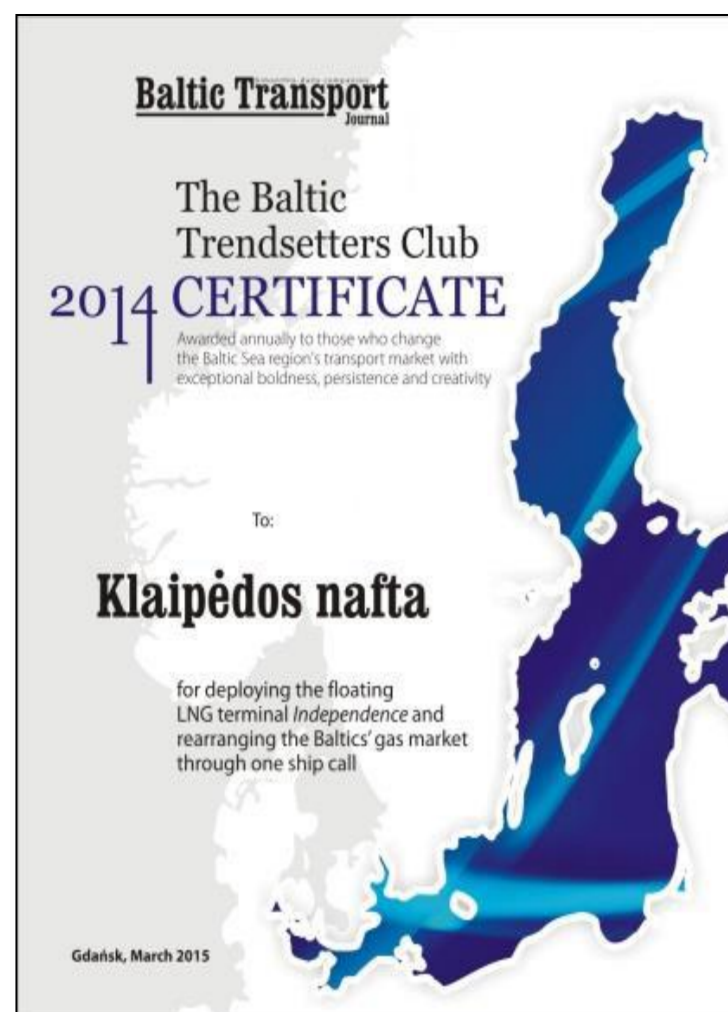 Baltic Transport
Journal
The Baltic
Trendsetters Club
2014 CERTIFICATE
Awarded annually to those who change
the Baltic Sea region's transport market with
exceptional boldness, persistence and creativity
To:
Klaipėdos nafta
for deploying the floating
LNG terminal Independence and
rearranging the Baltics' gas market
through one ship call
Gdańsk, March 2015